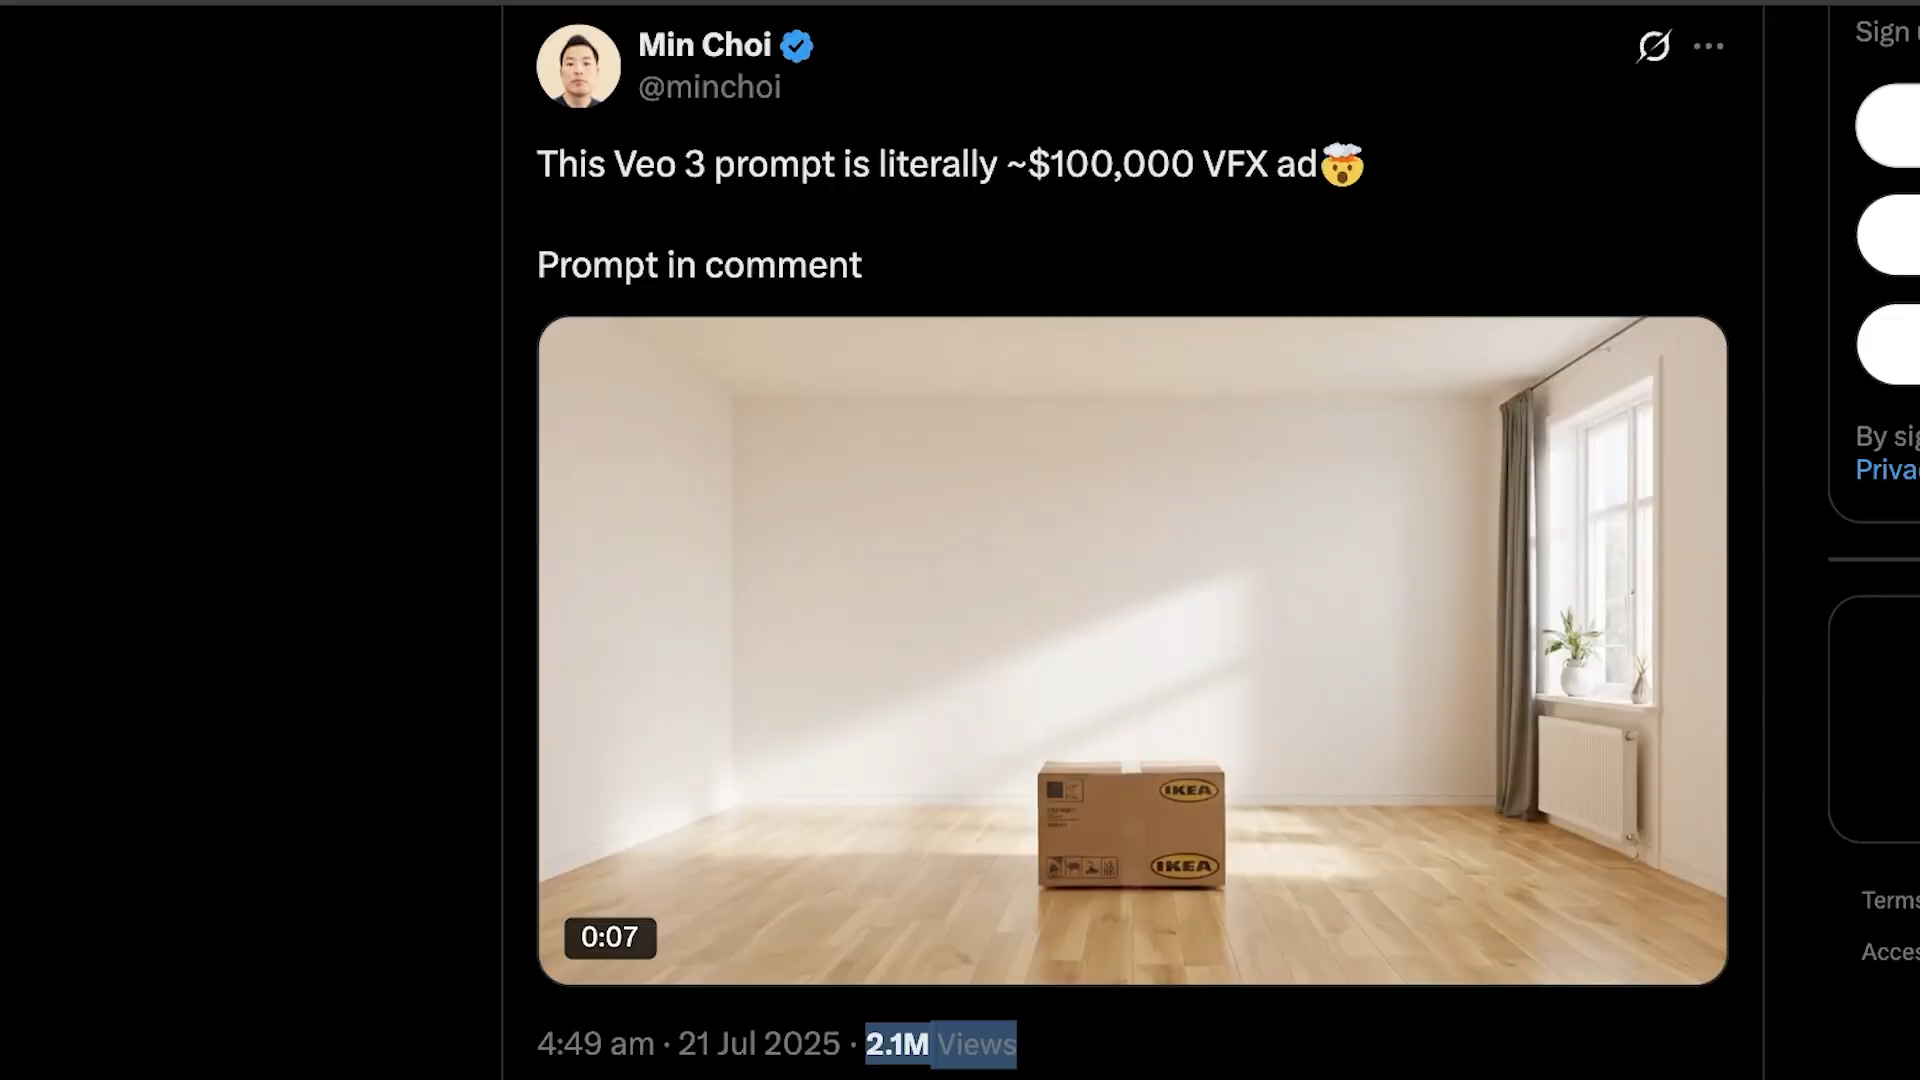 Min Choi
@minchoi
This Veo 3 prompt is literally ~$100,000 VFX ad🤯
Prompt in comment
IKEA
IKEA
0:07
4:49 am · 21 Jul 2025 · 2.1M Views
Sign
By sig
Priva
Terms
Acces